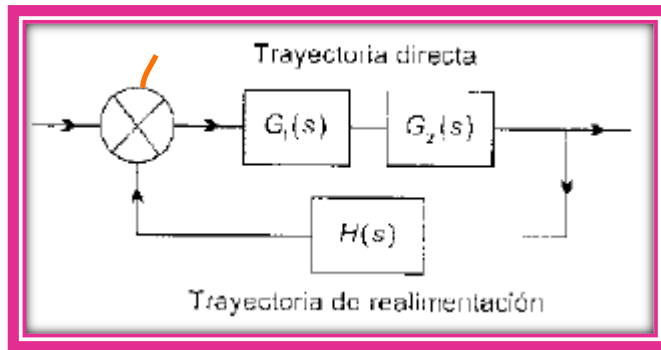 Trayectoria directa
G₁(s)
G₂(s)
H(s)
Trayectoria de realimentación